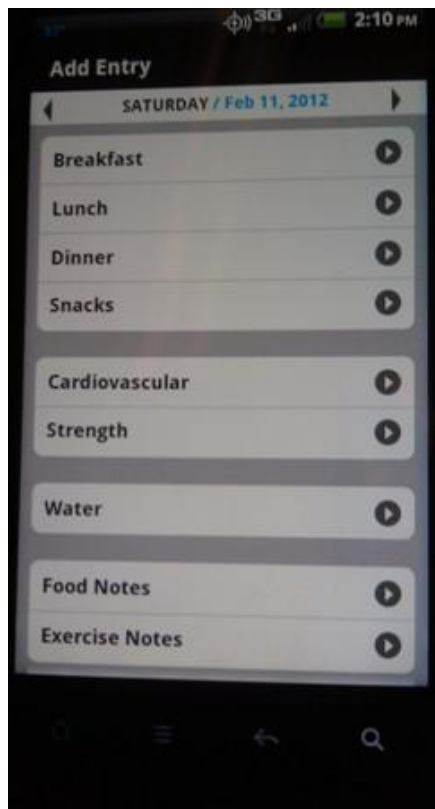 3G 2:10 PM
Add Entry
SATURDAY / Feb 11, 2012
Breakfast
Lunch
Dinner
Snacks
Cardiovascular
Strength
Water
Food Notes
Exercise Notes